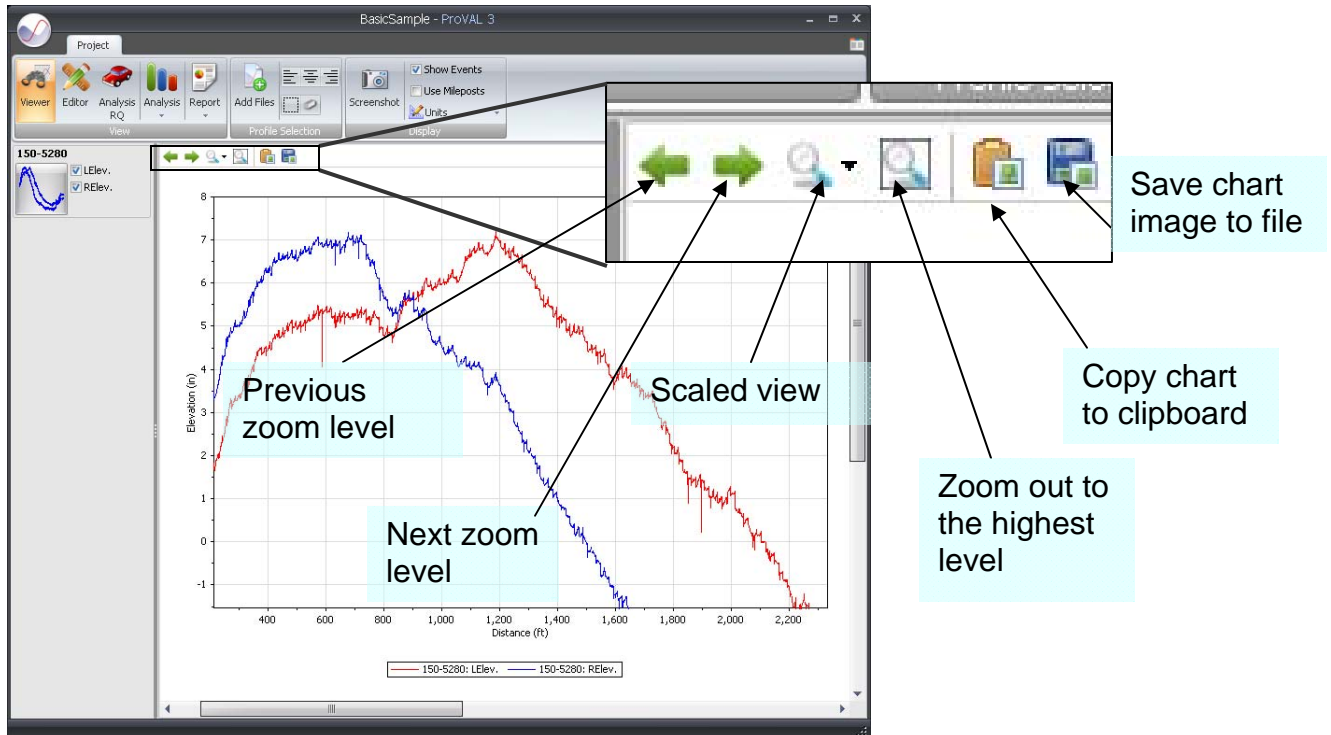 BasicSample - ProVAL 3
Project
Viewer
Editor
Analysis
RQ
Analysis
Report
View
Add Files
Profile Selection
Screenshot
Show Events
Use Mileposts
Units
Display
150-5280
LElev.
RElev.
Save chart
image to file
Previous
zoom level
Scaled view
Copy chart
to clipboard
Next zoom
level
Zoom out to
the highest
level
8
7
6
5
4
3
2
1
0
-1
Elevation (in)
400 600 800 1,000 1,200 1,400 1,600 1,800 2,000 2,200
Distance (ft)
150-5280: LElev. 150-5280: RElev.